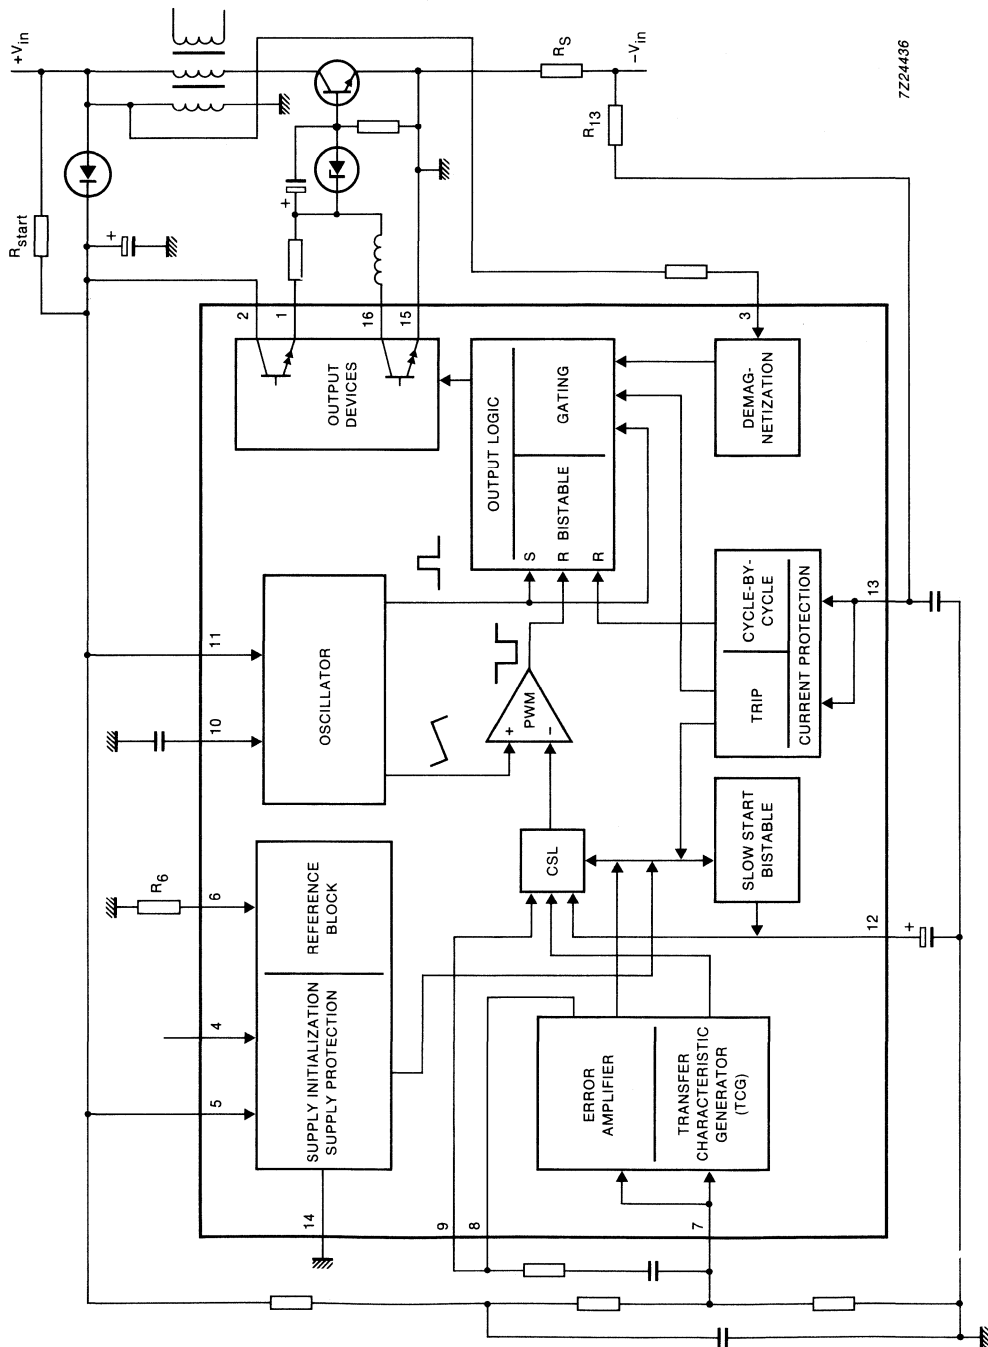 +Vin
Rstart
+
+
RS
−Vin
R13
7Z24436
2
1
16
15
3
OUTPUT
DEVICES
OUTPUT LOGIC
BISTABLE
GATING
S
R
R
DEMAG-
NETIZATION
11
10
OSCILLATOR
PWM
+
−
TRIP
CYCLE-BY-
CYCLE
CURRENT PROTECTION
13
R6
6
4
5
14
SUPPLY INITIALIZATION
SUPPLY PROTECTION
REFERENCE
BLOCK
CSL
SLOW START
BISTABLE
12
+
9
8
7
ERROR
AMPLIFIER
TRANSFER
CHARACTERISTIC
GENERATOR
(TCG)